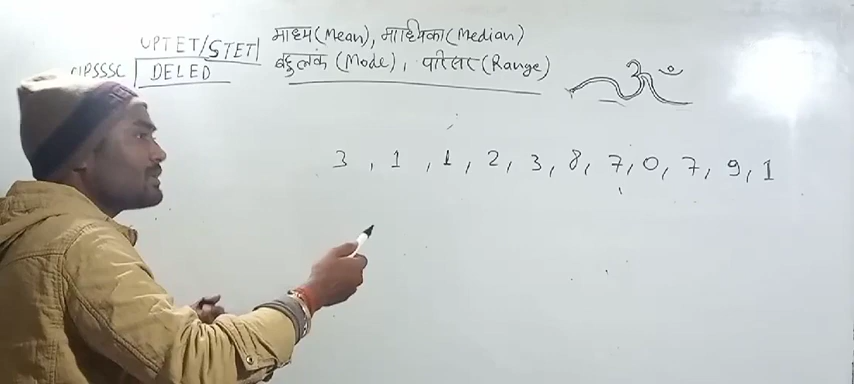 UPTET/STET|
UPSSSC | DELED
माध्य (Mean), माध्यिका (Median)
बहुलक (Mode), परिसर (Range)
ॐ
3, 1, 1, 2, 3, 8, 7, 0, 7, 9, 1